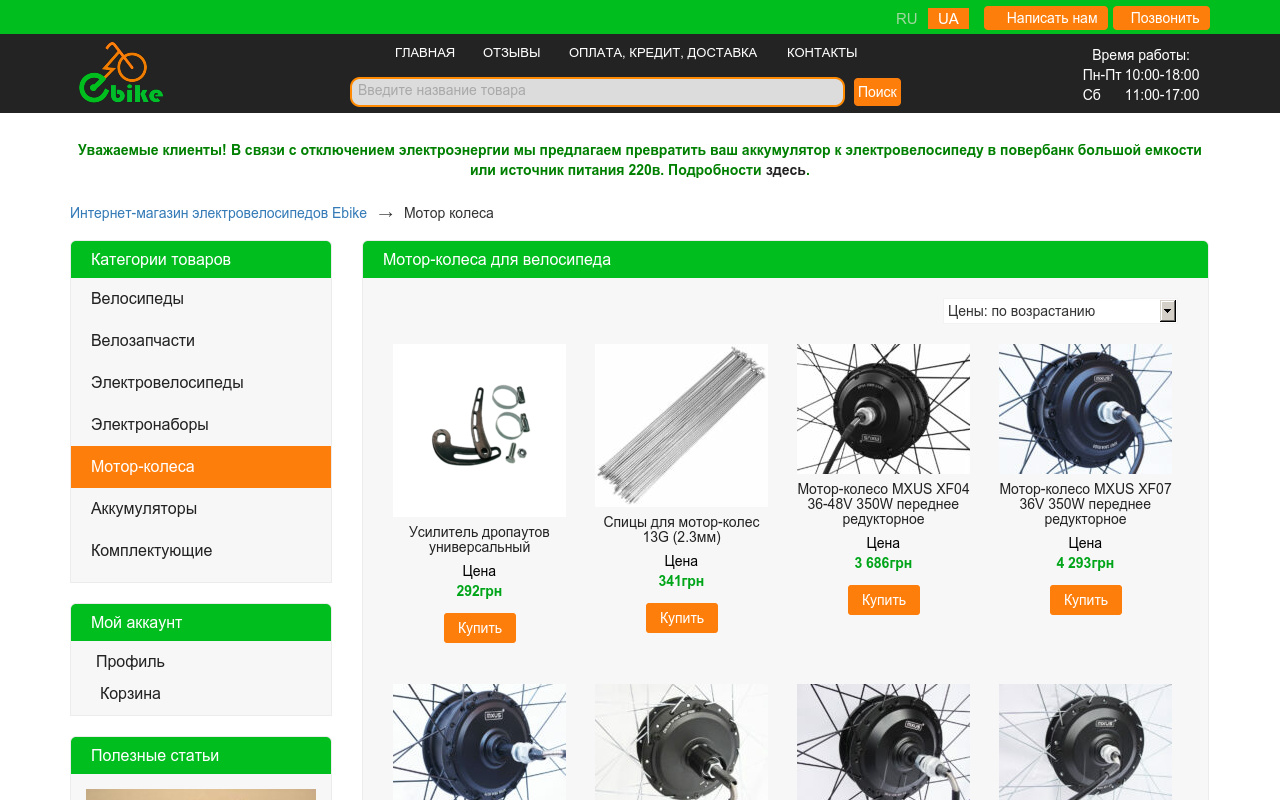 RU UA Написать нам Позвонить
ebike
ГЛАВНАЯ ОТЗЫВЫ ОПЛАТА, КРЕДИТ, ДОСТАВКА КОНТАКТЫ
Введите название товара Поиск
Время работы:
Пн-Пт 10:00-18:00
Сб 11:00-17:00
Уважаемые клиенты! В связи с отключением электроэнергии мы предлагаем превратить ваш аккумулятор к электровелосипеду в повербанк большой емкости
или источник питания 220в. Подробности здесь.
Интернет-магазин электровелосипедов Ebike → Мотор колеса
Категории товаров
Велосипеды
Велозапчасти
Электровелосипеды
Электронаборы
Мотор-колеса
Аккумуляторы
Комплектующие
Мой аккаунт
Профиль
Корзина
Полезные статьи
Мотор-колеса для велосипеда
Цены: по возрастанию
Усилитель дропаутов
универсальный
Цена
292грн
Купить
Спицы для мотор-колес
13G (2.3мм)
Цена
341грн
Купить
MXUS
Мотор-колесо MXUS XF04
36-48V 350W переднее
редукторное
Цена
3 686грн
Купить
MXUS
Мотор-колесо MXUS XF07
36V 350W переднее
редукторное
Цена
4 293грн
Купить
MXUS
MXUS
MXUS